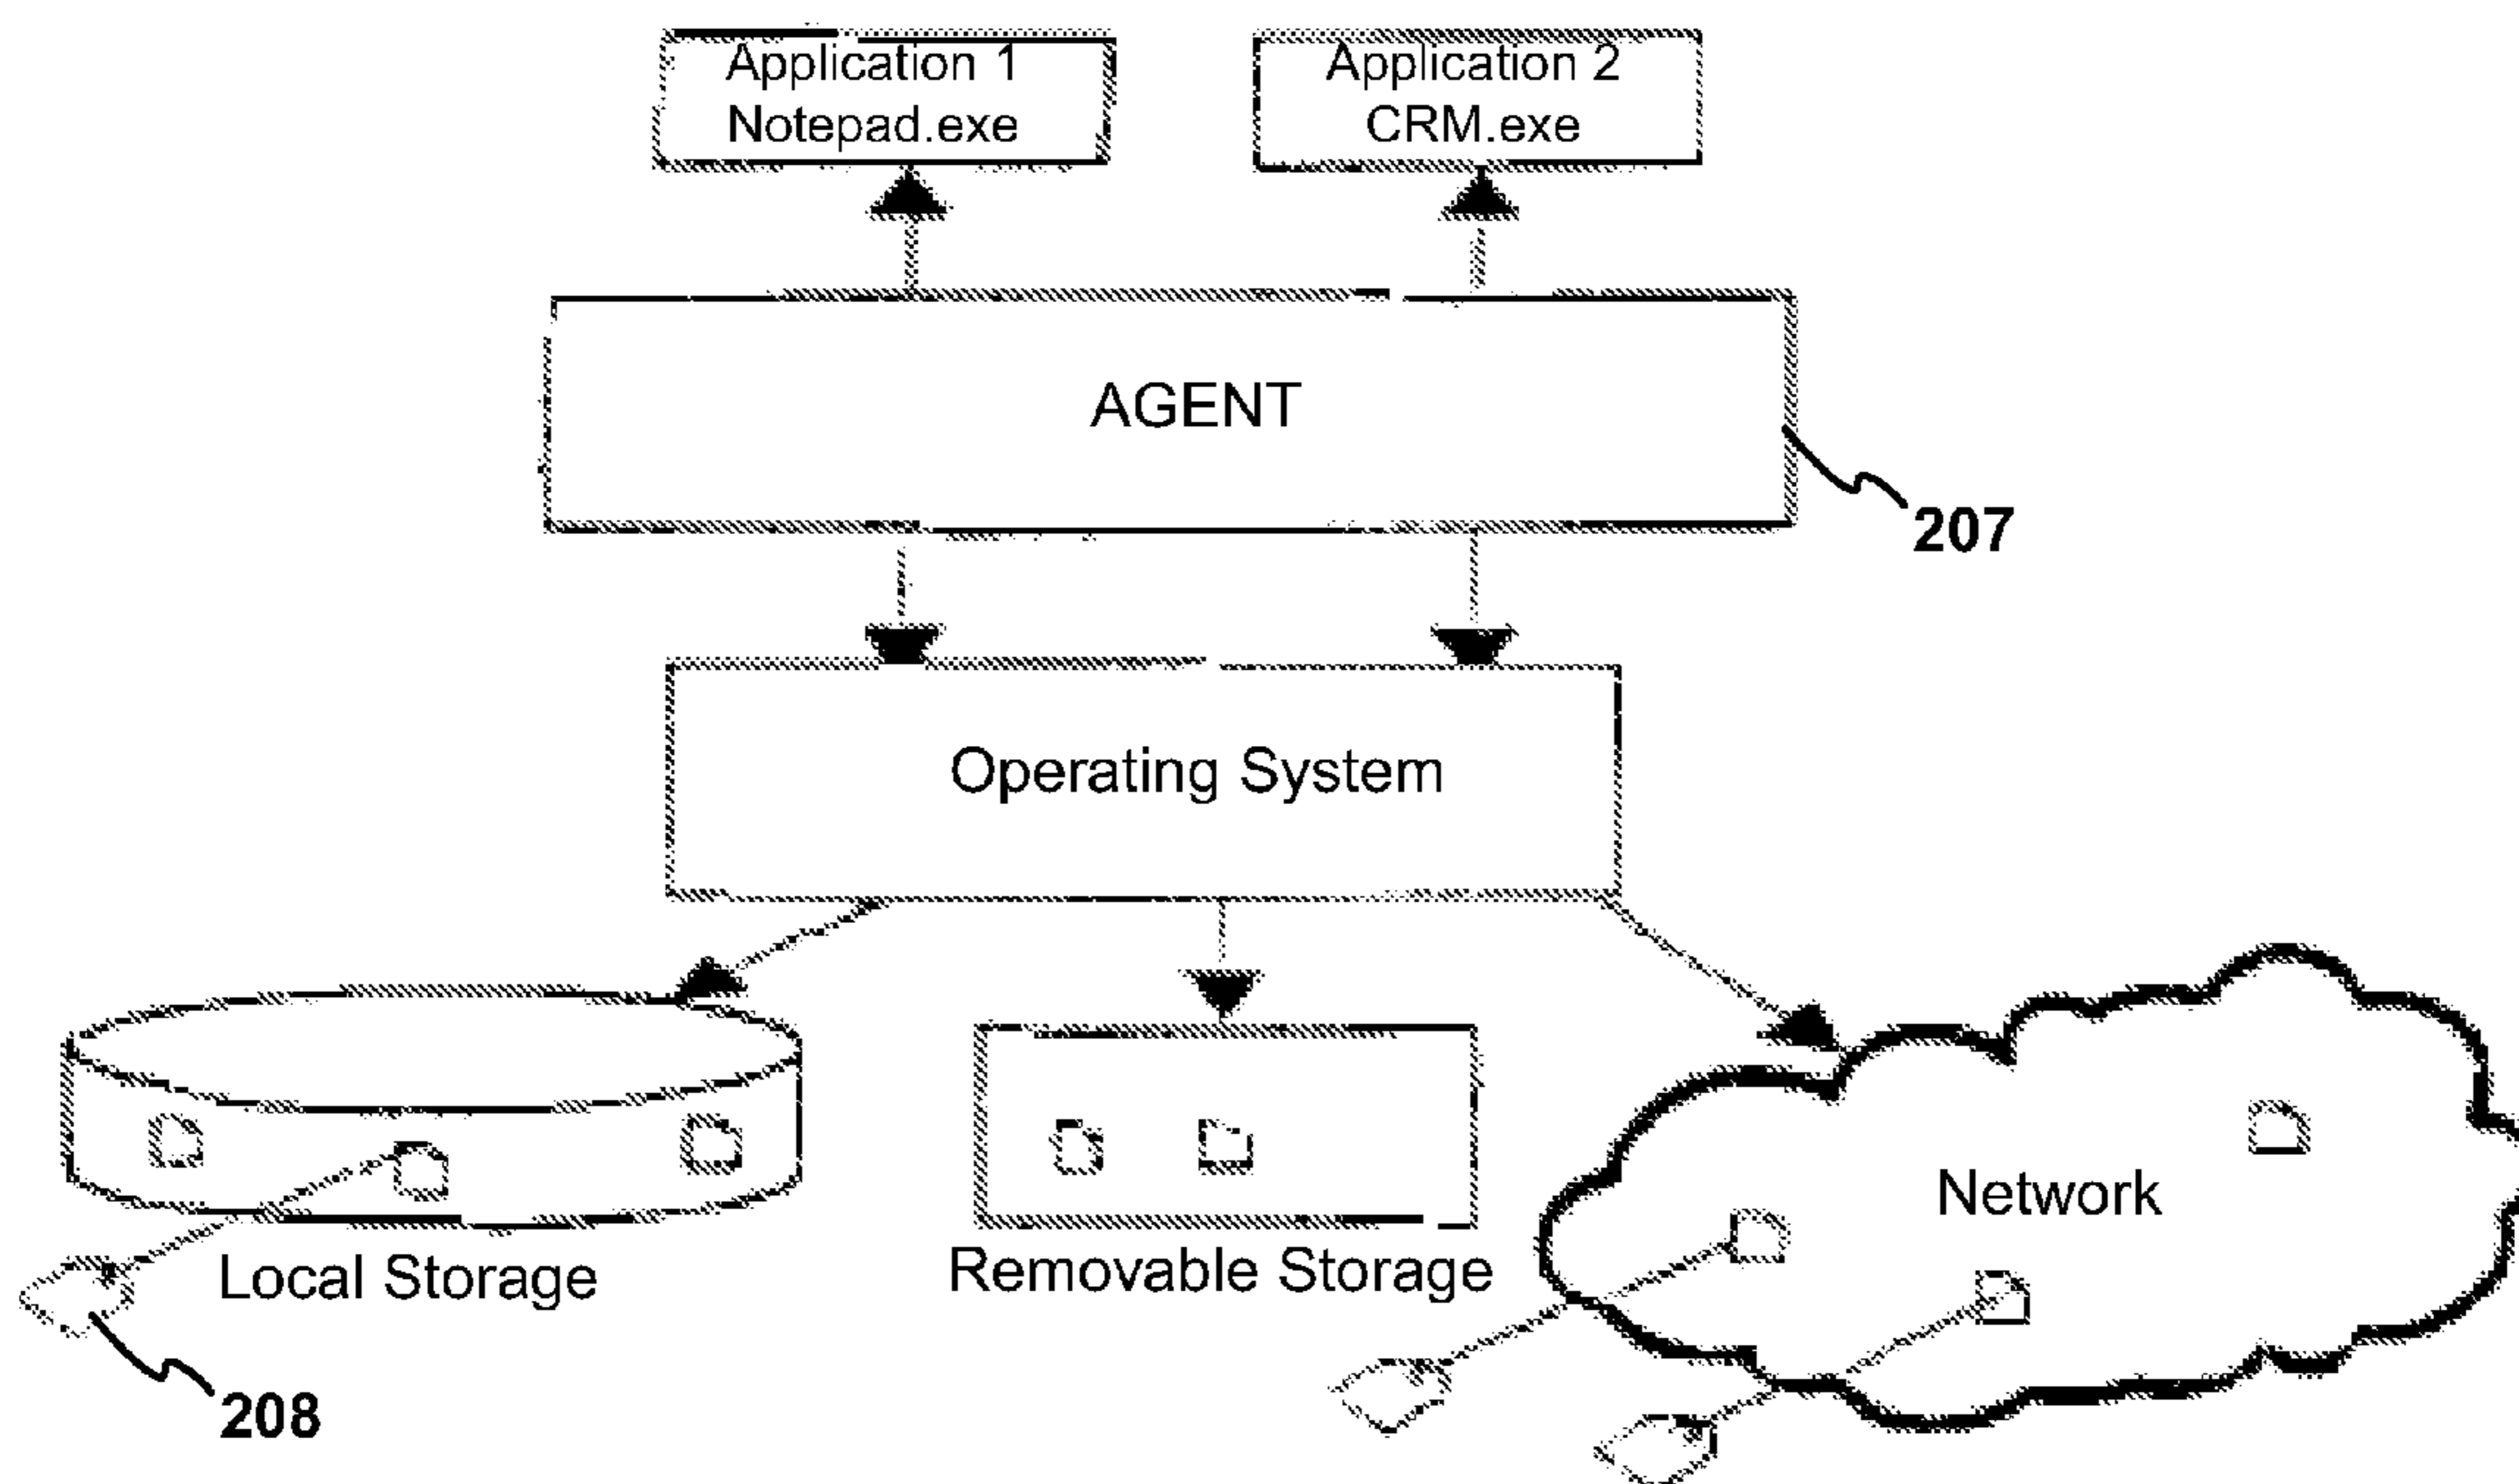 Application 1
Notepad.exe
Application 2
CRM.exe
AGENT
207
Operating System
Network
Local Storage
Removable Storage
208